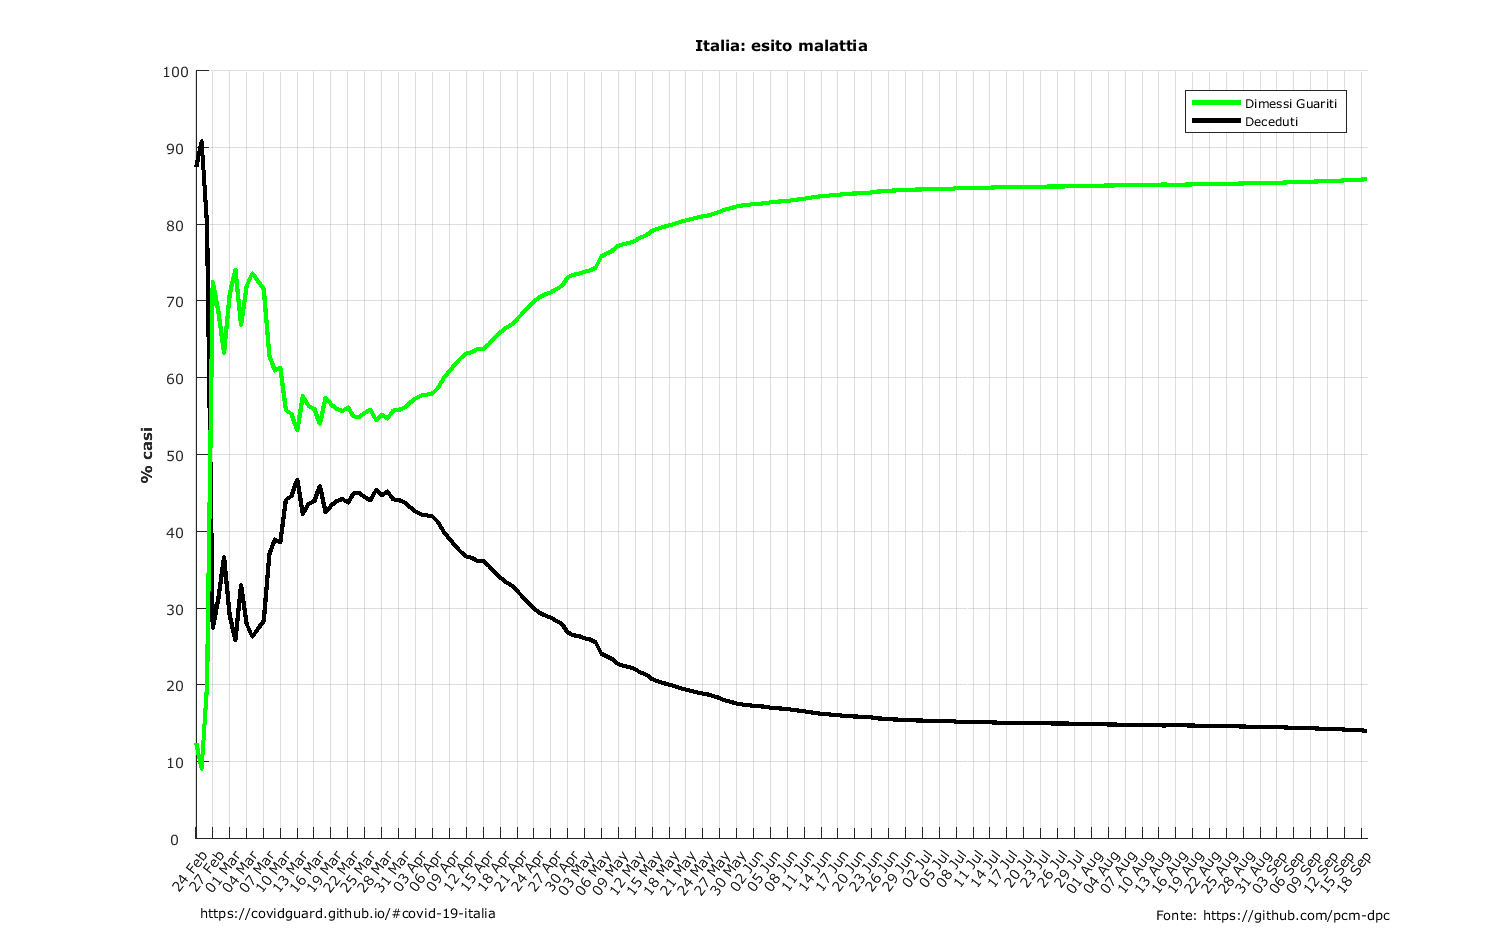 Italia: esito malattia
Dimessi Guariti
Deceduti
% casi
100
90
80
70
60
50
40
30
20
10
0
24 Feb
27 Feb
01 Mar
04 Mar
07 Mar
10 Mar
13 Mar
16 Mar
19 Mar
22 Mar
25 Mar
28 Mar
31 Mar
03 Apr
06 Apr
09 Apr
12 Apr
15 Apr
18 Apr
21 Apr
24 Apr
27 Apr
30 Apr
03 May
06 May
09 May
12 May
15 May
18 May
21 May
24 May
27 May
30 May
02 Jun
05 Jun
08 Jun
11 Jun
14 Jun
17 Jun
20 Jun
23 Jun
26 Jun
29 Jun
02 Jul
05 Jul
08 Jul
11 Jul
14 Jul
17 Jul
20 Jul
23 Jul
26 Jul
29 Jul
01 Aug
04 Aug
07 Aug
10 Aug
13 Aug
16 Aug
19 Aug
22 Aug
25 Aug
28 Aug
31 Aug
03 Sep
06 Sep
09 Sep
12 Sep
15 Sep
18 Sep
https://covidguard.github.io/#covid-19-italia
Fonte: https://github.com/pcm-dpc